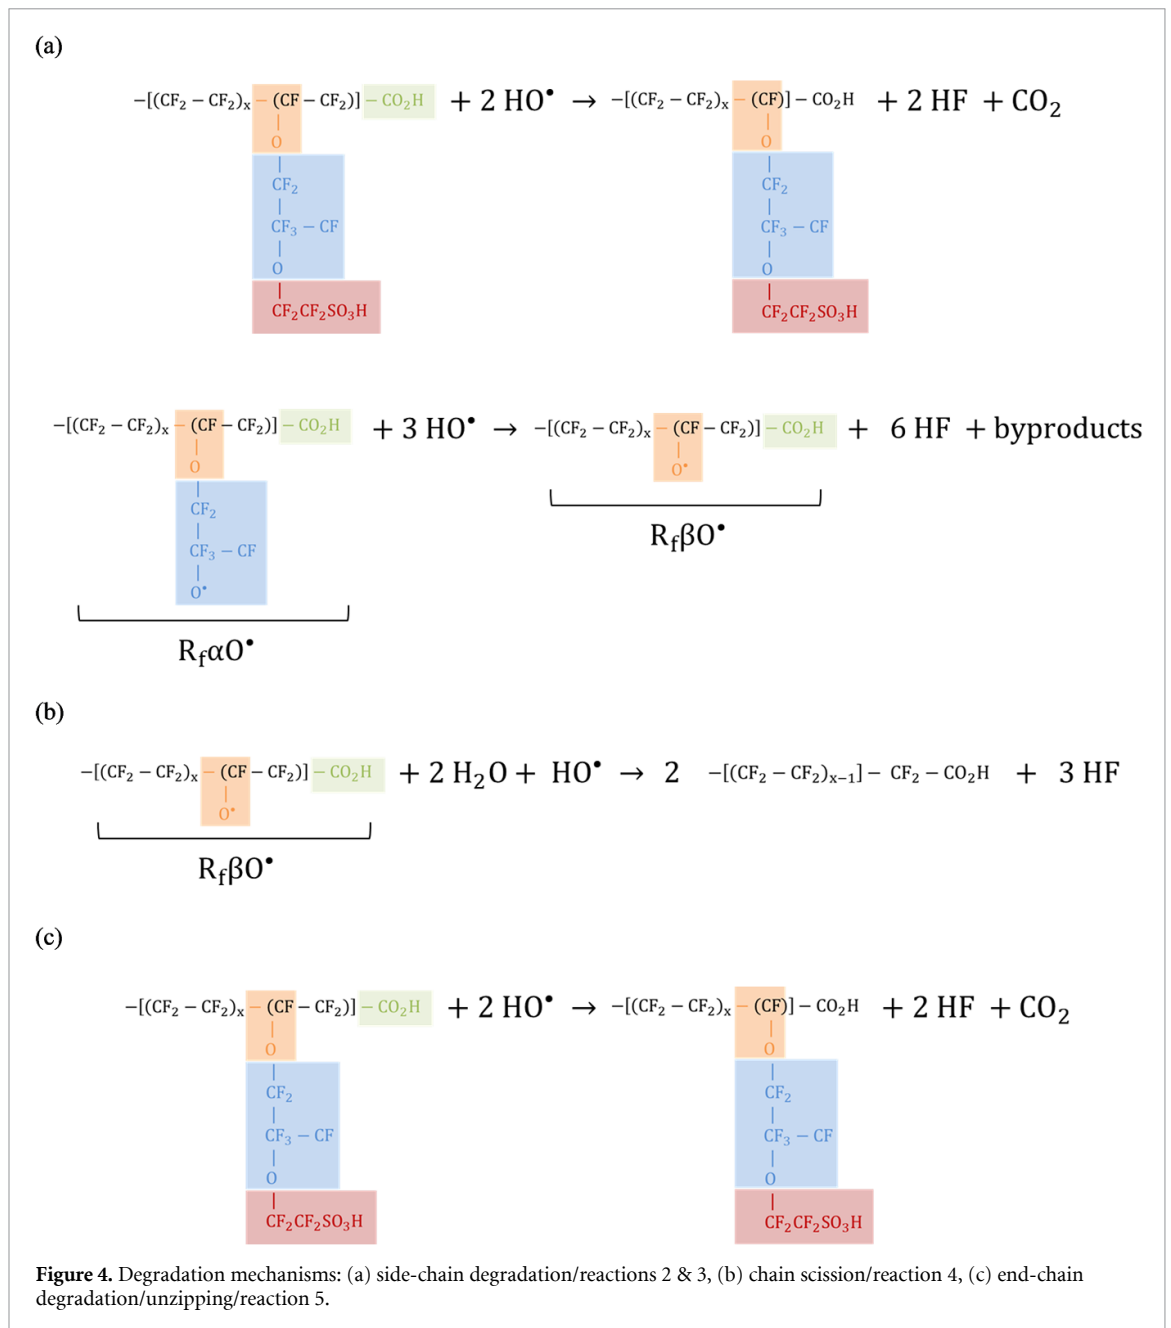 (a)
−[(CF₂ − CF₂)ₓ − (CF − CF₂)] − CO₂H + 2 HO• → −[(CF₂ − CF₂)ₓ − (CF)] − CO₂H + 2 HF + CO₂
| |
O O
| |
CF₂ CF₂
| |
CF₃ − CF CF₃ − CF
| |
O O
| |
CF₂CF₂SO₃H CF₂CF₂SO₃H
−[(CF₂ − CF₂)ₓ − (CF − CF₂)] − CO₂H + 3 HO• → −[(CF₂ − CF₂)ₓ − (CF − CF₂)] − CO₂H + 6 HF + byproducts
| |
O O•
|
CF₂
|
CF₃ − CF
|
O•
RfβO•
RfαO•
(b)
−[(CF₂ − CF₂)ₓ − (CF − CF₂)] − CO₂H + 2 H₂O + HO• → 2 −[(CF₂ − CF₂)ₓ₋₁] − CF₂ − CO₂H + 3 HF
|
O•
RfβO•
(c)
−[(CF₂ − CF₂)ₓ − (CF − CF₂)] − CO₂H + 2 HO• → −[(CF₂ − CF₂)ₓ − (CF)] − CO₂H + 2 HF + CO₂
| |
O O
| |
CF₂ CF₂
| |
CF₃ − CF CF₃ − CF
| |
O O
| |
CF₂CF₂SO₃H CF₂CF₂SO₃H
Figure 4. Degradation mechanisms: (a) side-chain degradation/reactions 2 & 3, (b) chain scission/reaction 4, (c) end-chain
degradation/unzipping/reaction 5.